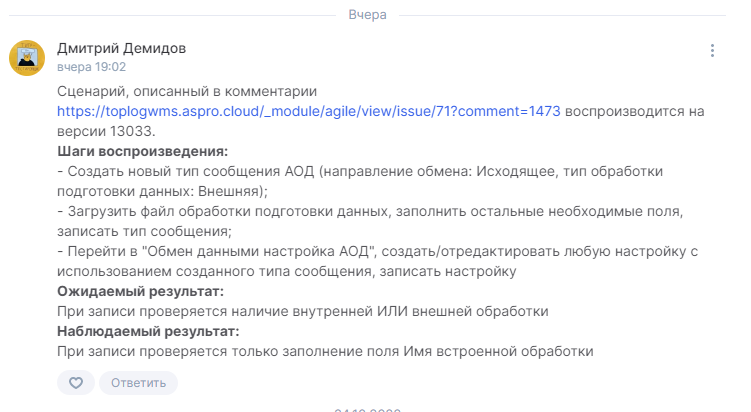 Вчера
Дмитрий Демидов
вчера 19:02
Сценарий, описанный в комментарии
https://toplogwms.aspro.cloud/_module/agile/view/issue/71?comment=1473 воспроизводится на
версии 13033.
Шаги воспроизведения:
- Создать новый тип сообщения АОД (направление обмена: Исходящее, тип обработки
подготовки данных: Внешняя);
- Загрузить файл обработки подготовки данных, заполнить остальные необходимые поля,
записать тип сообщения;
- Перейти в "Обмен данными настройка АОД", создать/отредактировать любую настройку с
использованием созданного типа сообщения, записать настройку
Ожидаемый результат:
При записи проверяется наличие внутренней ИЛИ внешней обработки
Наблюдаемый результат:
При записи проверяется только заполнение поля Имя встроенной обработки
Ответить